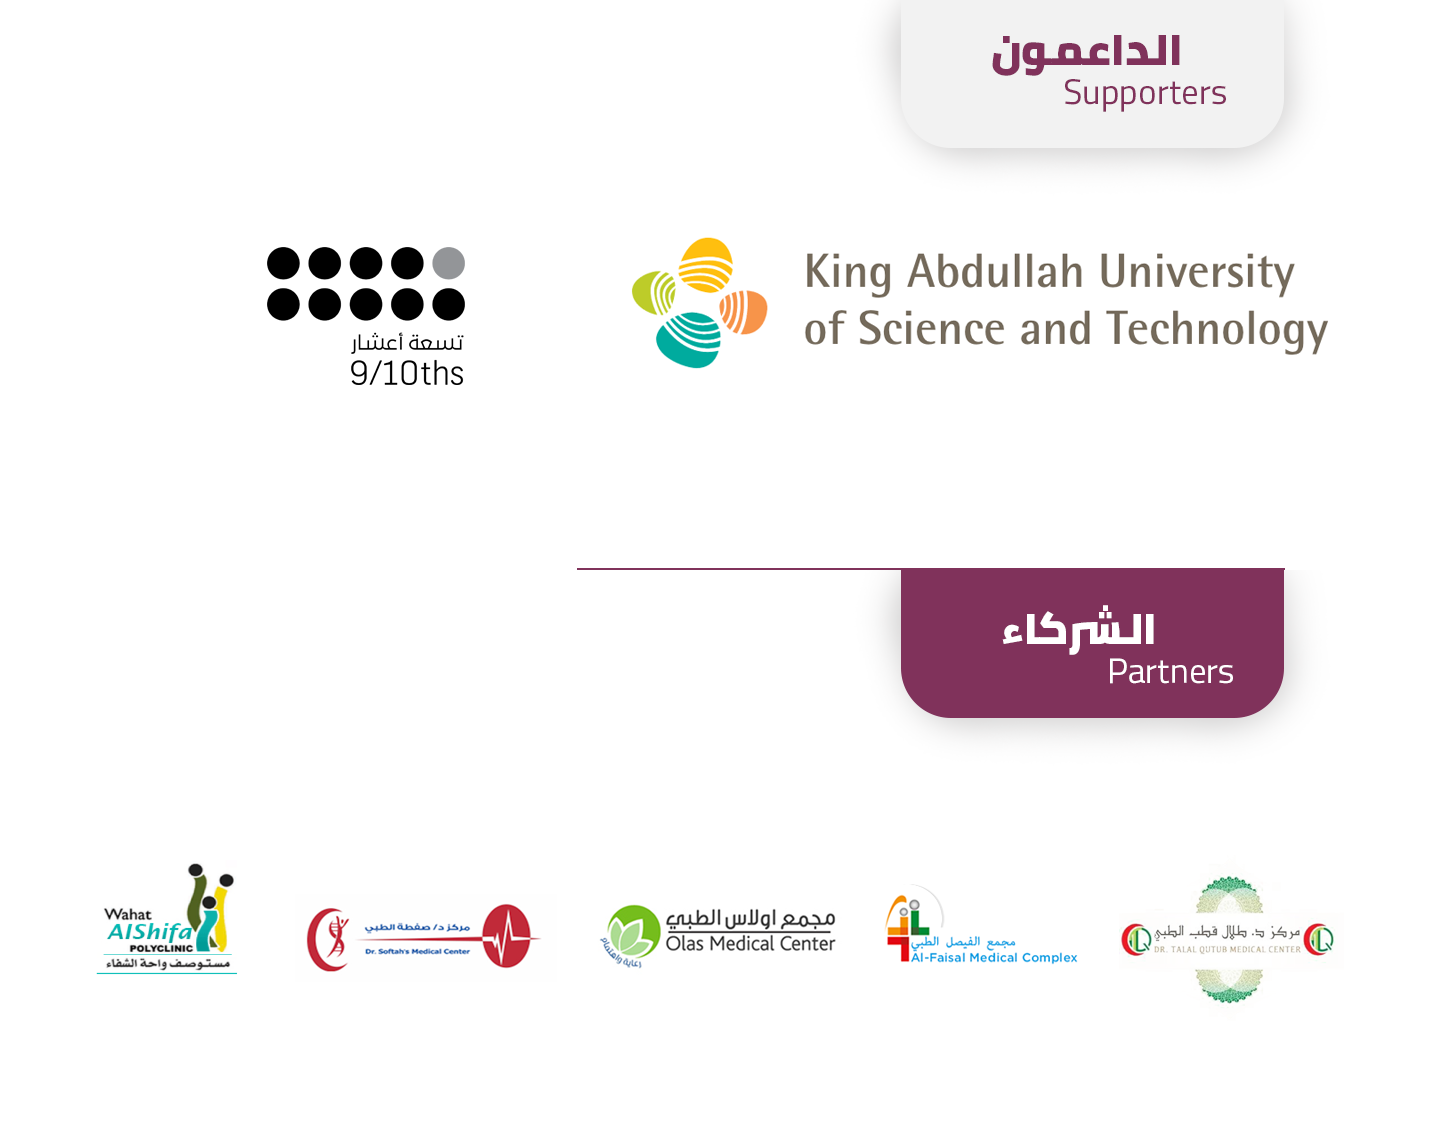 الداعمون
Supporters
تسعة أعشار
9/10ths
King Abdullah University
of Science and Technology
الشركاء
Partners
Wahat
AlShifa
POLYCLINIC
مستوصف واحة الشفاء
مركز د/ صفطة الطبي
Dr. Softah's Medical Center
مجمع اولاس الطبي
Olas Medical Center
رعاية واهتمام
مجمع الفيصل الطبي
Al-Faisal Medical Complex
مركز د. طلال قطب الطبي
DR. TALAL QUTUB MEDICAL CENTER